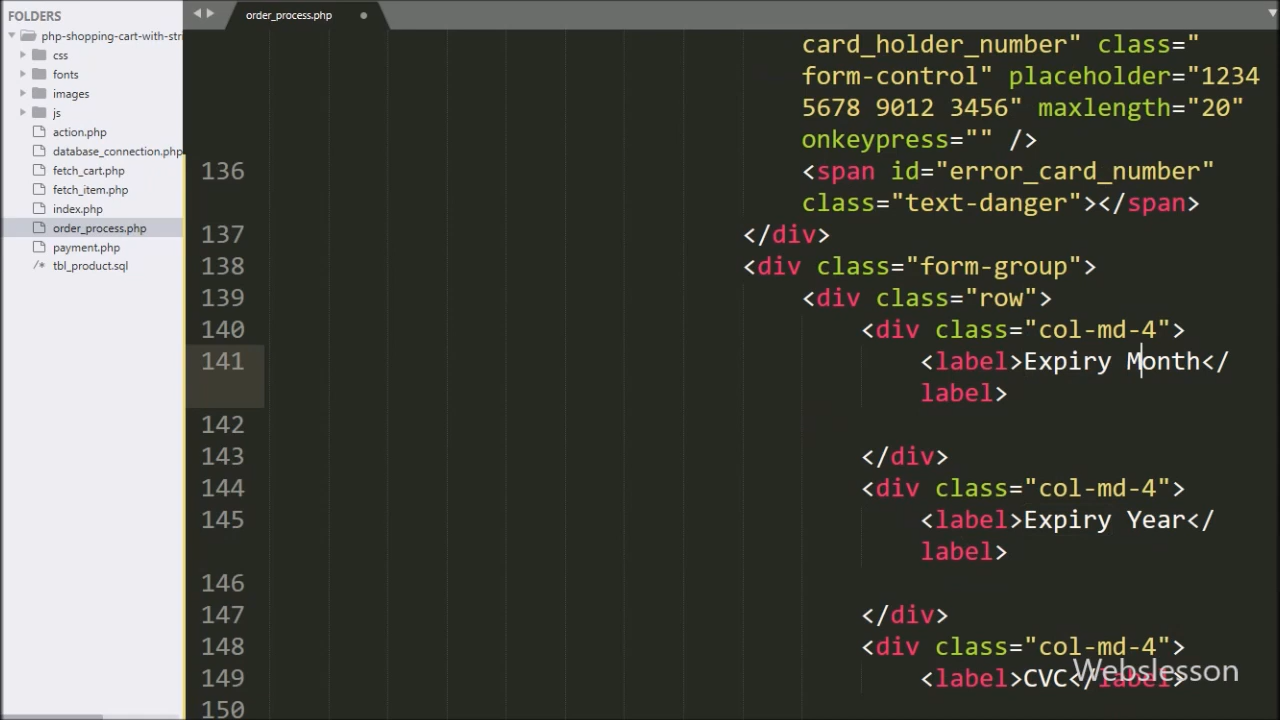 FOLDERS
php-shopping-cart-with-stri
css
fonts
images
js
action.php
database_connection.php
fetch_cart.php
fetch_item.php
index.php
order_process.php
payment.php
/* tbl_product.sql
order_process.php
card_holder_number" class="
form-control" placeholder="1234
5678 9012 3456" maxlength="20"
onkeypress="" />
136 <span id="error_card_number"
class="text-danger"></span>
137 </div>
138 <div class="form-group">
139 <div class="row">
140 <div class="col-md-4">
141 <label>Expiry Month</
label>
142
143 </div>
144 <div class="col-md-4">
145 <label>Expiry Year</
label>
146
147 </div>
148 <div class="col-md-4">
149 <label>CVC</label>
150
Webslesson